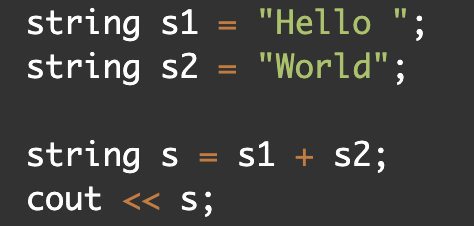 string s1 = "Hello ";
string s2 = "World";
string s = s1 + s2;
cout << s;